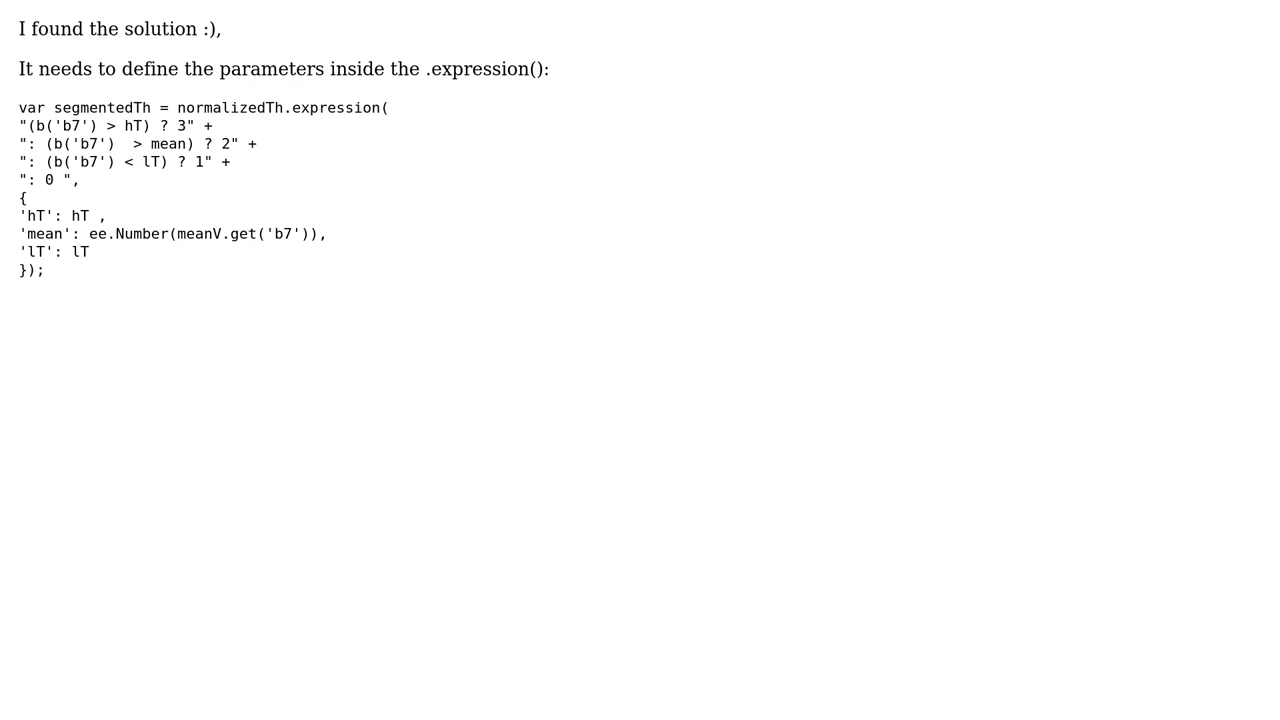 I found the solution :),
It needs to define the parameters inside the .expression():
var segmentedTh = normalizedTh.expression(
"(b('b7') > hT) ? 3" +
": (b('b7')  > mean) ? 2" +
": (b('b7') < lT) ? 1" +
": 0 ",
{
'hT': hT ,
'mean': ee.Number(meanV.get('b7')),
'lT': lT
});